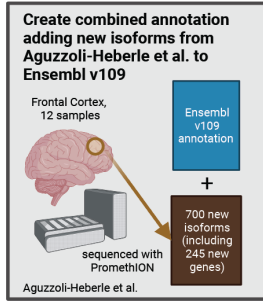 Create combined annotation
adding new isoforms from
Aguzzoli-Heberle et al. to
Ensembl v109
Frontal Cortex,
12 samples
Ensembl
v109
annotation
+
700 new
isoforms
(including
245 new
genes)
sequenced with
PromethION
Aguzzoli-Heberle et al.